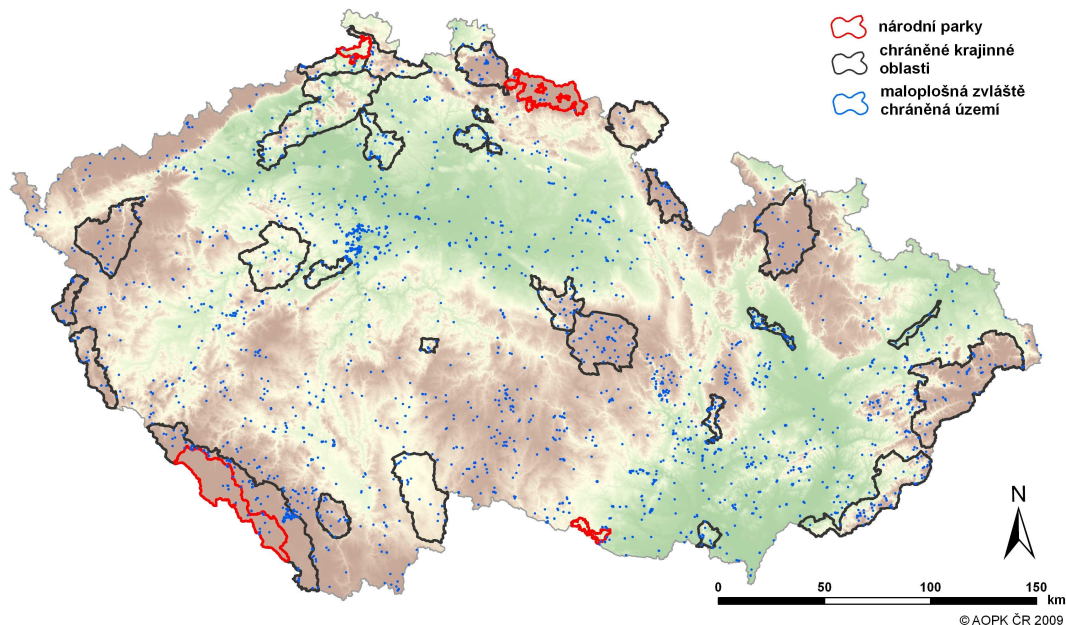 národní parky
chráněné krajinné
oblasti
maloplošná zvláště
chráněná území
N
0 50 100 150
km
© AOPK ČR 2009